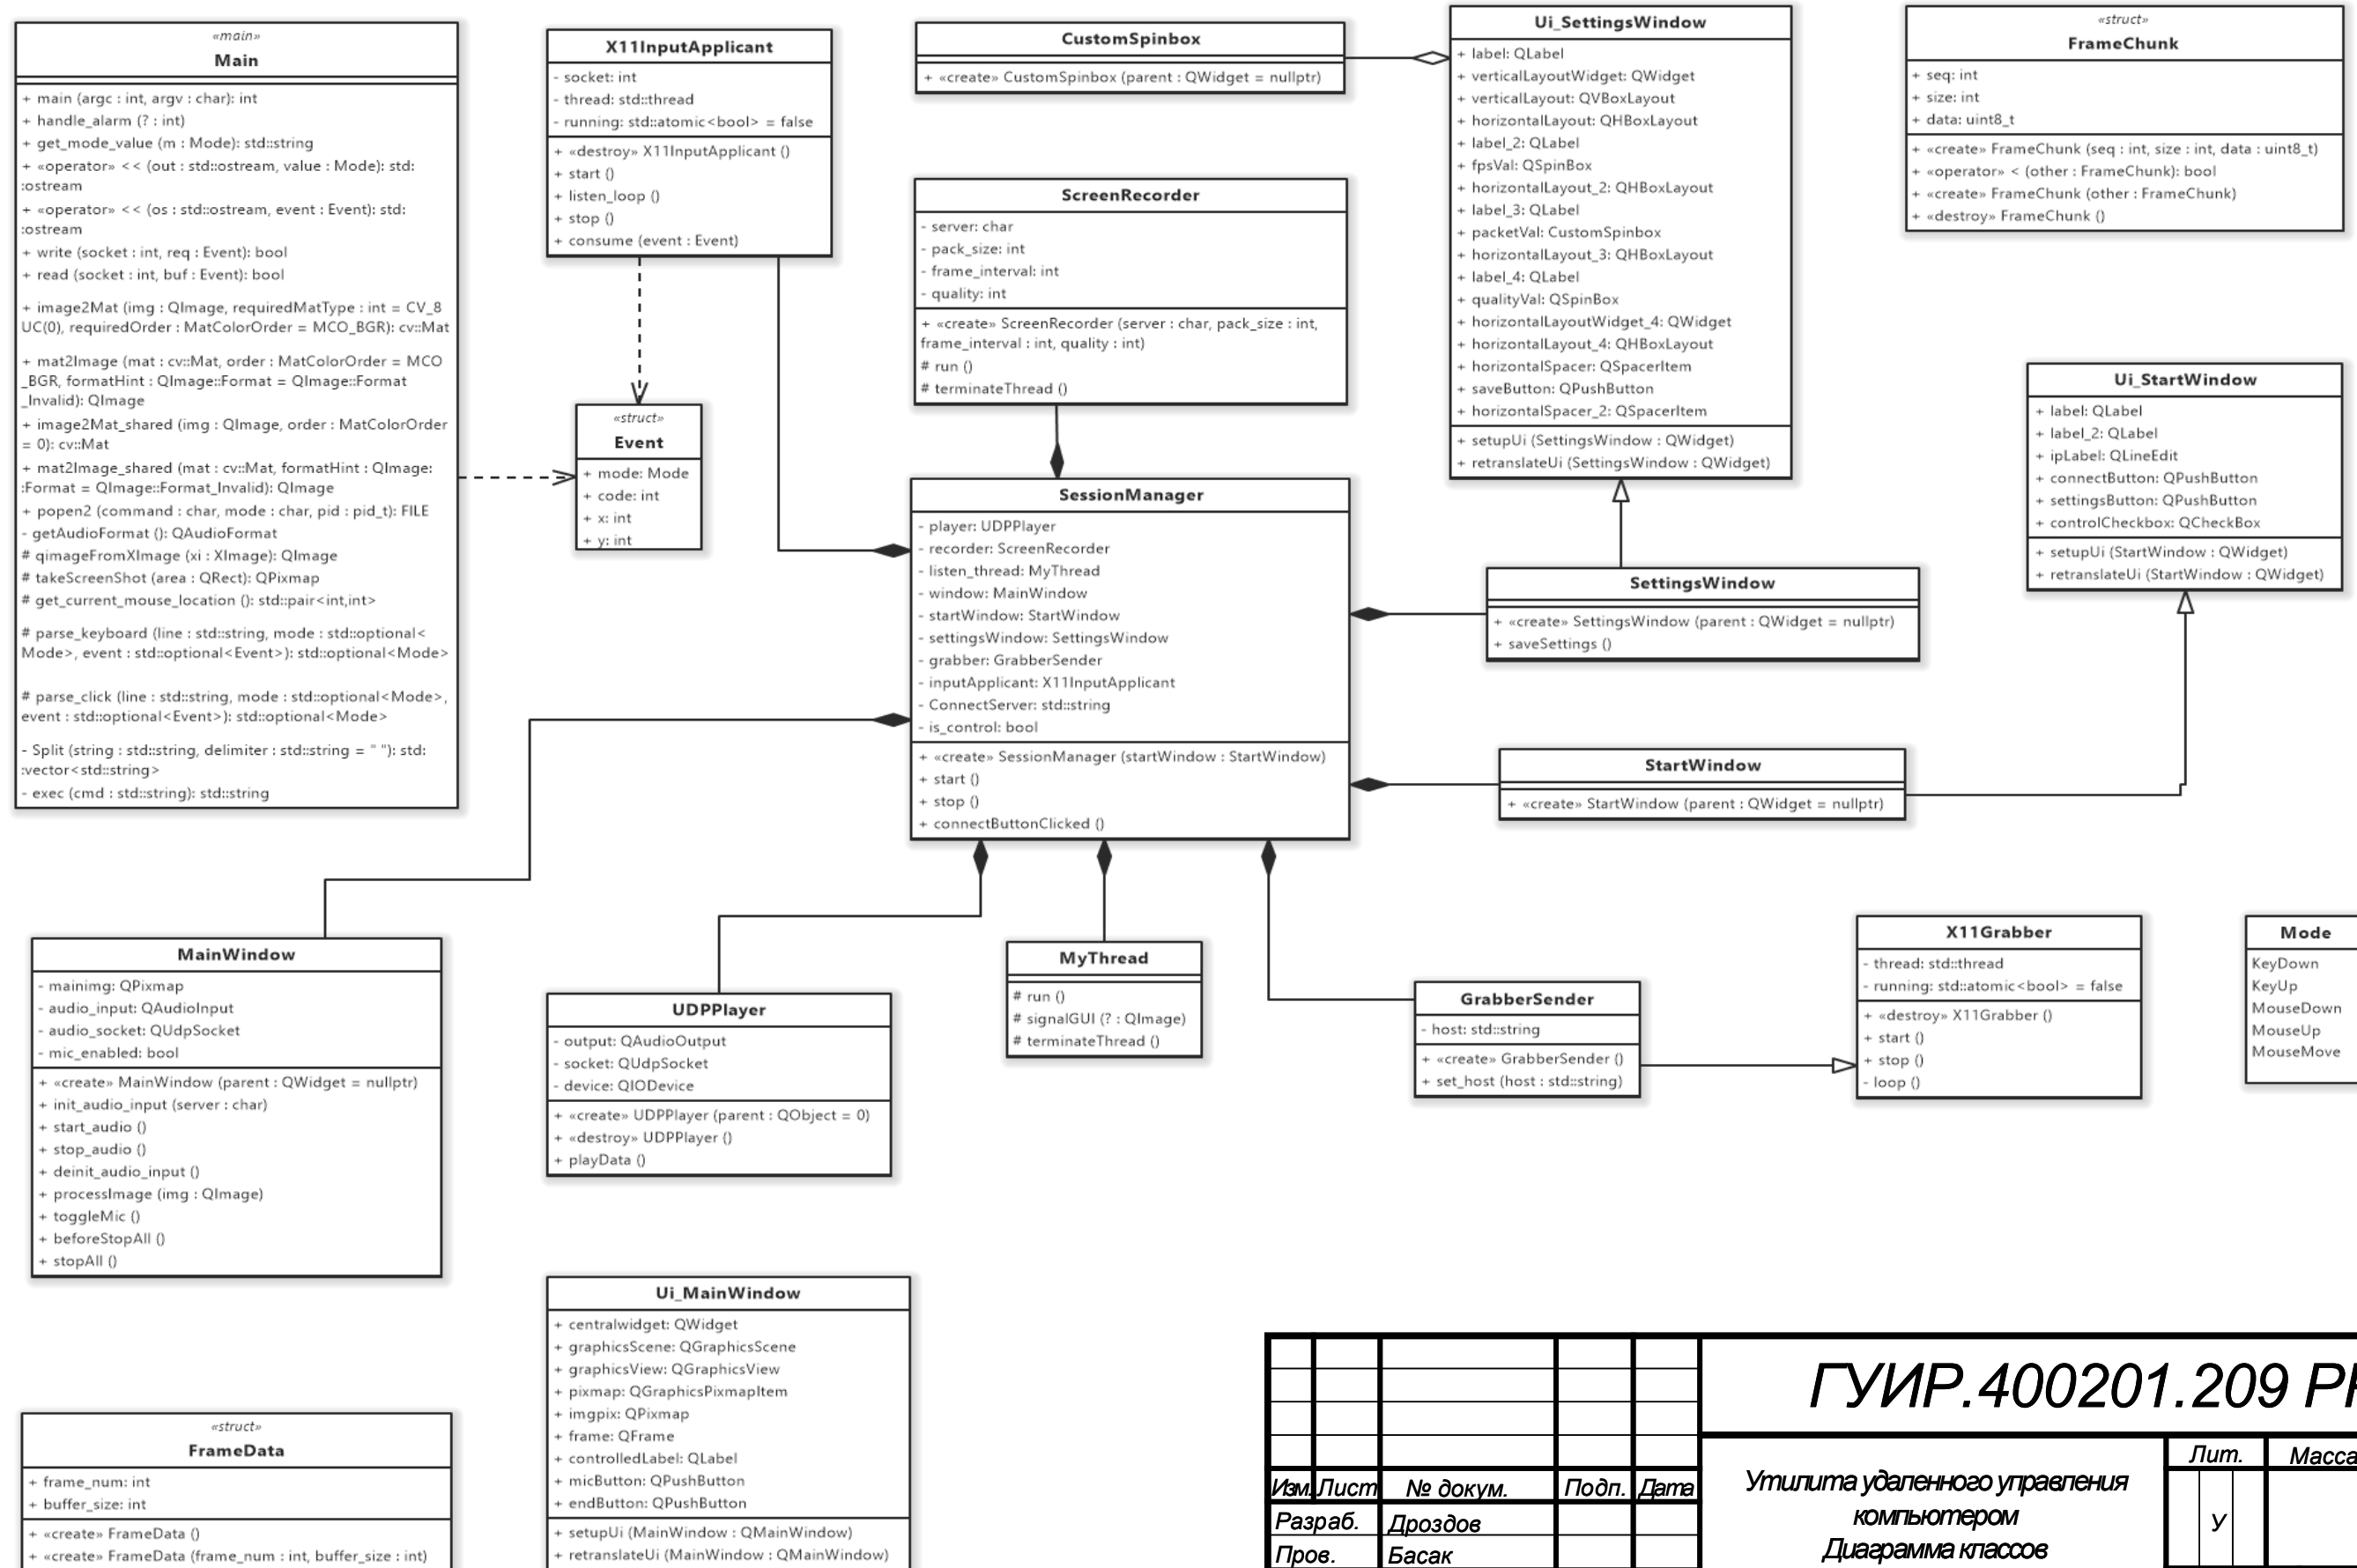 «main»
Main
+ main (argc : int, argv : char): int
+ handle_alarm (? : int)
+ get_mode_value (m : Mode): std::string
+ «operator» << (out : std::ostream, value : Mode): std:
:ostream
+ «operator» << (os : std::ostream, event : Event): std:
:ostream
+ write (socket : int, req : Event): bool
+ read (socket : int, buf : Event): bool
+ image2Mat (img : QImage, requiredMatType : int = CV_8
UC(0), requiredOrder : MatColorOrder = MCO_BGR): cv::Mat
+ mat2Image (mat : cv::Mat, order : MatColorOrder = MCO
_BGR, formatHint : QImage::Format = QImage::Format
_Invalid): QImage
+ image2Mat_shared (img : QImage, order : MatColorOrder
= 0): cv::Mat
+ mat2Image_shared (mat : cv::Mat, formatHint : QImage:
:Format = QImage::Format_Invalid): QImage
+ popen2 (command : char, mode : char, pid : pid_t): FILE
- getAudioFormat (): QAudioFormat
# qimageFromXImage (xi : XImage): QImage
# takeScreenShot (area : QRect): QPixmap
# get_current_mouse_location (): std::pair<int,int>
# parse_keyboard (line : std::string, mode : std::optional<
Mode>, event : std::optional<Event>): std::optional<Mode>
# parse_click (line : std::string, mode : std::optional<Mode>,
event : std::optional<Event>): std::optional<Mode>
- Split (string : std::string, delimiter : std::string = " "): std:
:vector<std::string>
- exec (cmd : std::string): std::string
X11InputApplicant
- socket: int
- thread: std::thread
- running: std::atomic<bool> = false
+ «destroy» X11InputApplicant ()
+ start ()
+ listen_loop ()
+ stop ()
+ consume (event : Event)
«struct»
Event
+ mode: Mode
+ code: int
+ x: int
+ y: int
CustomSpinbox
+ «create» CustomSpinbox (parent : QWidget = nullptr)
ScreenRecorder
- server: char
- pack_size: int
- frame_interval: int
- quality: int
+ «create» ScreenRecorder (server : char, pack_size : int,
frame_interval : int, quality : int)
# run ()
# terminateThread ()
Ui_SettingsWindow
+ label: QLabel
+ verticalLayoutWidget: QWidget
+ verticalLayout: QVBoxLayout
+ horizontalLayout: QHBoxLayout
+ label_2: QLabel
+ fpsVal: QSpinBox
+ horizontalLayout_2: QHBoxLayout
+ label_3: QLabel
+ packetVal: CustomSpinbox
+ horizontalLayout_3: QHBoxLayout
+ label_4: QLabel
+ qualityVal: QSpinBox
+ horizontalLayoutWidget_4: QWidget
+ horizontalLayout_4: QHBoxLayout
+ horizontalSpacer: QSpacerItem
+ saveButton: QPushButton
+ horizontalSpacer_2: QSpacerItem
+ setupUi (SettingsWindow : QWidget)
+ retranslateUi (SettingsWindow : QWidget)
«struct»
FrameChunk
+ seq: int
+ size: int
+ data: uint8_t
+ «create» FrameChunk (seq : int, size : int, data : uint8_t)
+ «operator» < (other : FrameChunk): bool
+ «create» FrameChunk (other : FrameChunk)
+ «destroy» FrameChunk ()
Ui_StartWindow
+ label: QLabel
+ label_2: QLabel
+ ipLabel: QLineEdit
+ connectButton: QPushButton
+ settingsButton: QPushButton
+ controlCheckbox: QCheckBox
+ setupUi (StartWindow : QWidget)
+ retranslateUi (StartWindow : QWidget)
SessionManager
- player: UDPPlayer
- recorder: ScreenRecorder
- listen_thread: MyThread
- window: MainWindow
- startWindow: StartWindow
- settingsWindow: SettingsWindow
- grabber: GrabberSender
- inputApplicant: X11InputApplicant
- ConnectServer: std::string
- is_control: bool
+ «create» SessionManager (startWindow : StartWindow)
+ start ()
+ stop ()
+ connectButtonClicked ()
SettingsWindow
+ «create» SettingsWindow (parent : QWidget = nullptr)
+ saveSettings ()
StartWindow
+ «create» StartWindow (parent : QWidget = nullptr)
MainWindow
- mainimg: QPixmap
- audio_input: QAudioInput
- audio_socket: QUdpSocket
- mic_enabled: bool
+ «create» MainWindow (parent : QWidget = nullptr)
+ init_audio_input (server : char)
+ start_audio ()
+ stop_audio ()
+ deinit_audio_input ()
+ processImage (img : QImage)
+ toggleMic ()
+ beforeStopAll ()
+ stopAll ()
UDPPlayer
- output: QAudioOutput
- socket: QUdpSocket
- device: QIODevice
+ «create» UDPPlayer (parent : QObject = 0)
+ «destroy» UDPPlayer ()
+ playData ()
MyThread
# run ()
# signalGUI (? : QImage)
# terminateThread ()
GrabberSender
- host: std::string
+ «create» GrabberSender ()
+ set_host (host : std::string)
X11Grabber
- thread: std::thread
- running: std::atomic<bool> = false
+ «destroy» X11Grabber ()
+ start ()
+ stop ()
- loop ()
Mode
KeyDown
KeyUp
MouseDown
MouseUp
MouseMove
«struct»
FrameData
+ frame_num: int
+ buffer_size: int
+ «create» FrameData ()
+ «create» FrameData (frame_num : int, buffer_size : int)
Ui_MainWindow
+ centralwidget: QWidget
+ graphicsScene: QGraphicsScene
+ graphicsView: QGraphicsView
+ pixmap: QGraphicsPixmapItem
+ imgpix: QPixmap
+ frame: QFrame
+ controlledLabel: QLabel
+ micButton: QPushButton
+ endButton: QPushButton
+ setupUi (MainWindow : QMainWindow)
+ retranslateUi (MainWindow : QMainWindow)
ГУИР.400201.209
Изм. Лист № докум. Подп. Дата
Разраб. Дроздов
Пров. Басак
Утилита удаленного управления
компьютером
Диаграмма классов
Лит. Масса
У